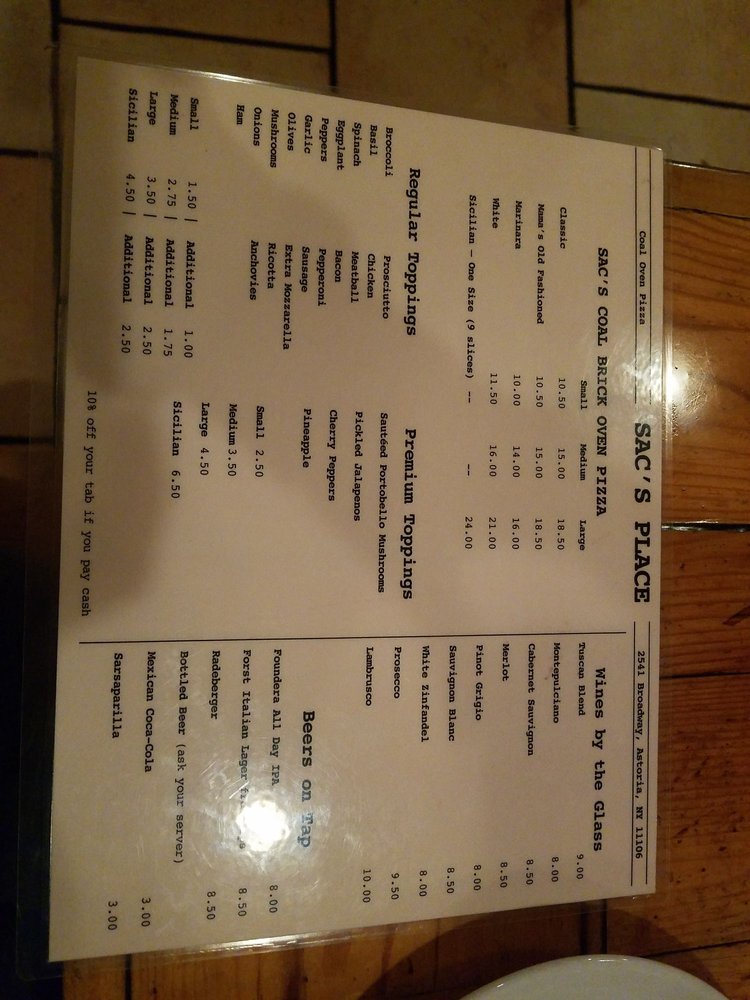 Coal Oven Pizza
SAC'S PLACE
2541 Broadway, Astoria, NY 11106
SAC'S COAL BRICK OVEN PIZZA
Small Medium Large
Classic 10.50 15.00 18.50
Mama's Old Fashioned 10.50 15.00 18.50
Marinara 10.00 14.00 16.00
White 11.50 16.00 21.00
Sicilian — One Size (9 slices) -- -- 24.00
Regular Toppings
Broccoli Prosciutto
Basil Chicken
Spinach Meatball
Eggplant Bacon
Peppers Pepperoni
Garlic Sausage
Olives Extra Mozzarella
Mushrooms Ricotta
Onions Anchovies
Ham
Small 1.50 | Additional 1.00
Medium 2.75 | Additional 1.75
Large 3.50 | Additional 2.50
Sicilian 4.50 | Additional 2.50
Premium Toppings
Sautéed Portobello Mushrooms
Pickled Jalapenos
Cherry Peppers
Pineapple
Small 2.50
Medium 3.50
Large 4.50
Sicilian 6.50
10% off your tab if you pay cash
Wines by the Glass
Tuscan Blend 9.00
Montepulciano 8.00
Cabernet Sauvignon 8.50
Merlot 8.50
Pinot Grigio 8.00
Sauvignon Blanc 8.50
White Zinfandel 8.00
Prosecco 9.50
Lambrusco 10.00
Beers on Tap
Foundera All Day IPA 8.00
Forst Italian Lager 8.50
Radeberger 8.50
Bottled Beer (ask your server)
Mexican Coca-Cola 3.00
Sarsaparilla 3.00